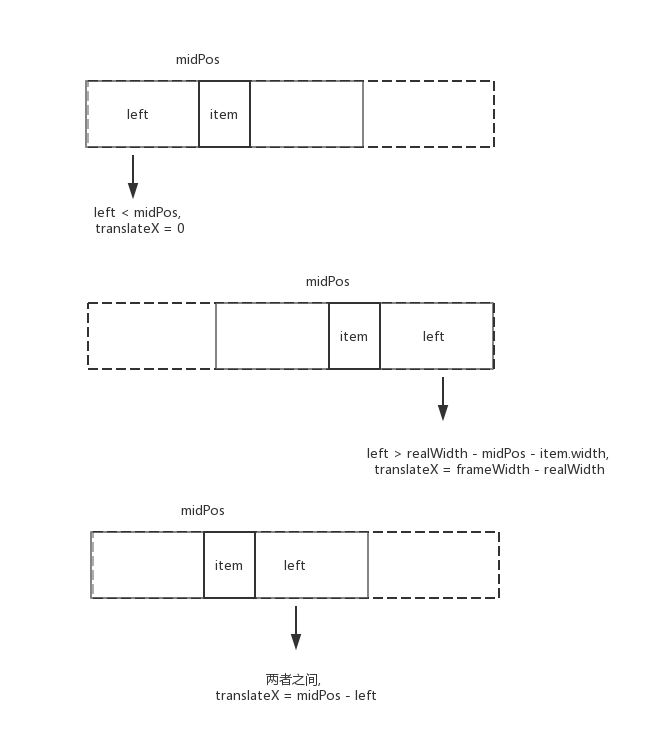 midPos
left
item
left < midPos,
translateX = 0
midPos
item
left
left > realWidth - midPos - item.width,
translateX = frameWidth - realWidth
midPos
item
left
两者之间,
translateX = midPos - left